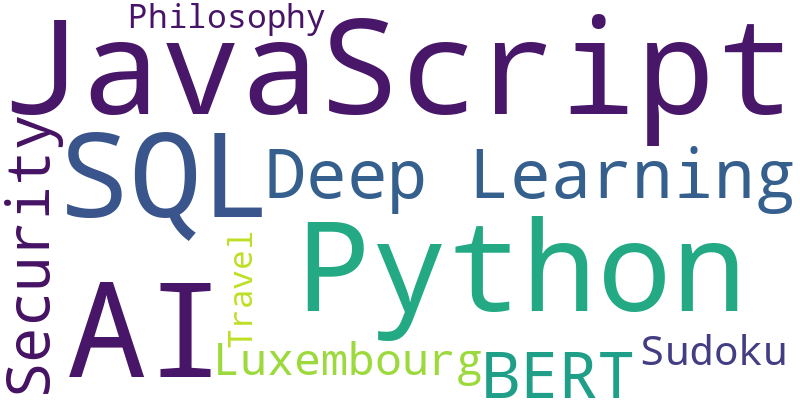 Philosophy
JavaScript
Security
SQL
Deep Learning
Python
Travel
AI
Luxembourg
BERT
Sudoku